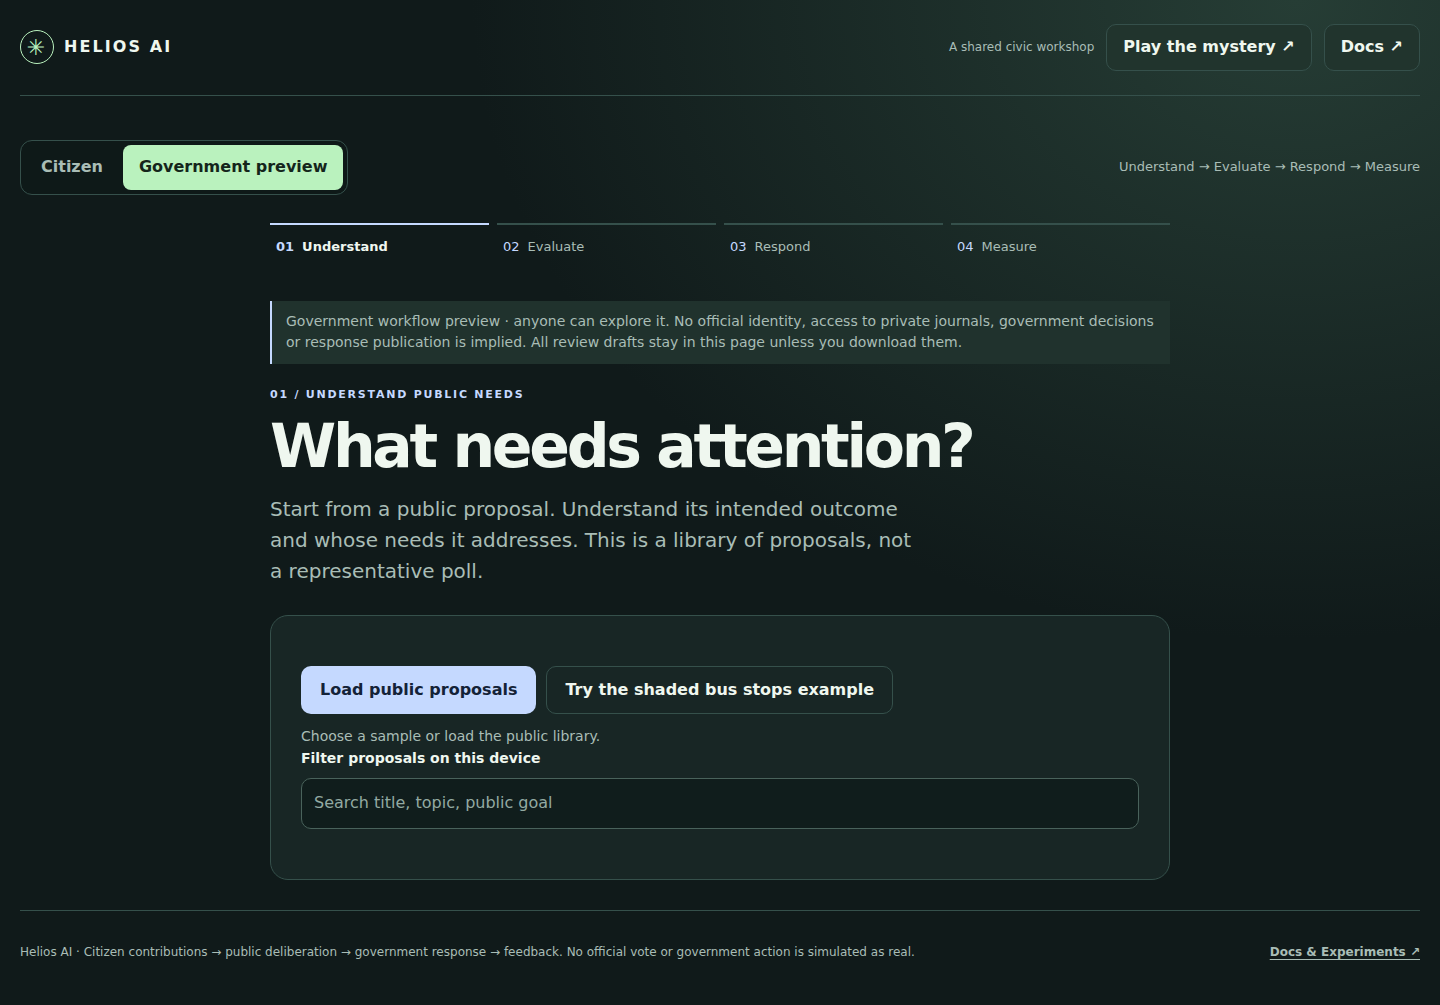 HELIOS AI
A shared civic workshop
Play the mystery ↗
Docs ↗
Citizen
Government preview
Understand → Evaluate → Respond → Measure
01 Understand
02 Evaluate
03 Respond
04 Measure
Government workflow preview · anyone can explore it. No official identity, access to private journals, government decisions
or response publication is implied. All review drafts stay in this page unless you download them.
01 / UNDERSTAND PUBLIC NEEDS
What needs attention?
Start from a public proposal. Understand its intended outcome
and whose needs it addresses. This is a library of proposals, not
a representative poll.
Load public proposals
Try the shaded bus stops example
Choose a sample or load the public library.
Filter proposals on this device
Search title, topic, public goal
Helios AI · Citizen contributions → public deliberation → government response → feedback. No official vote or government action is simulated as real.
Docs & Experiments ↗